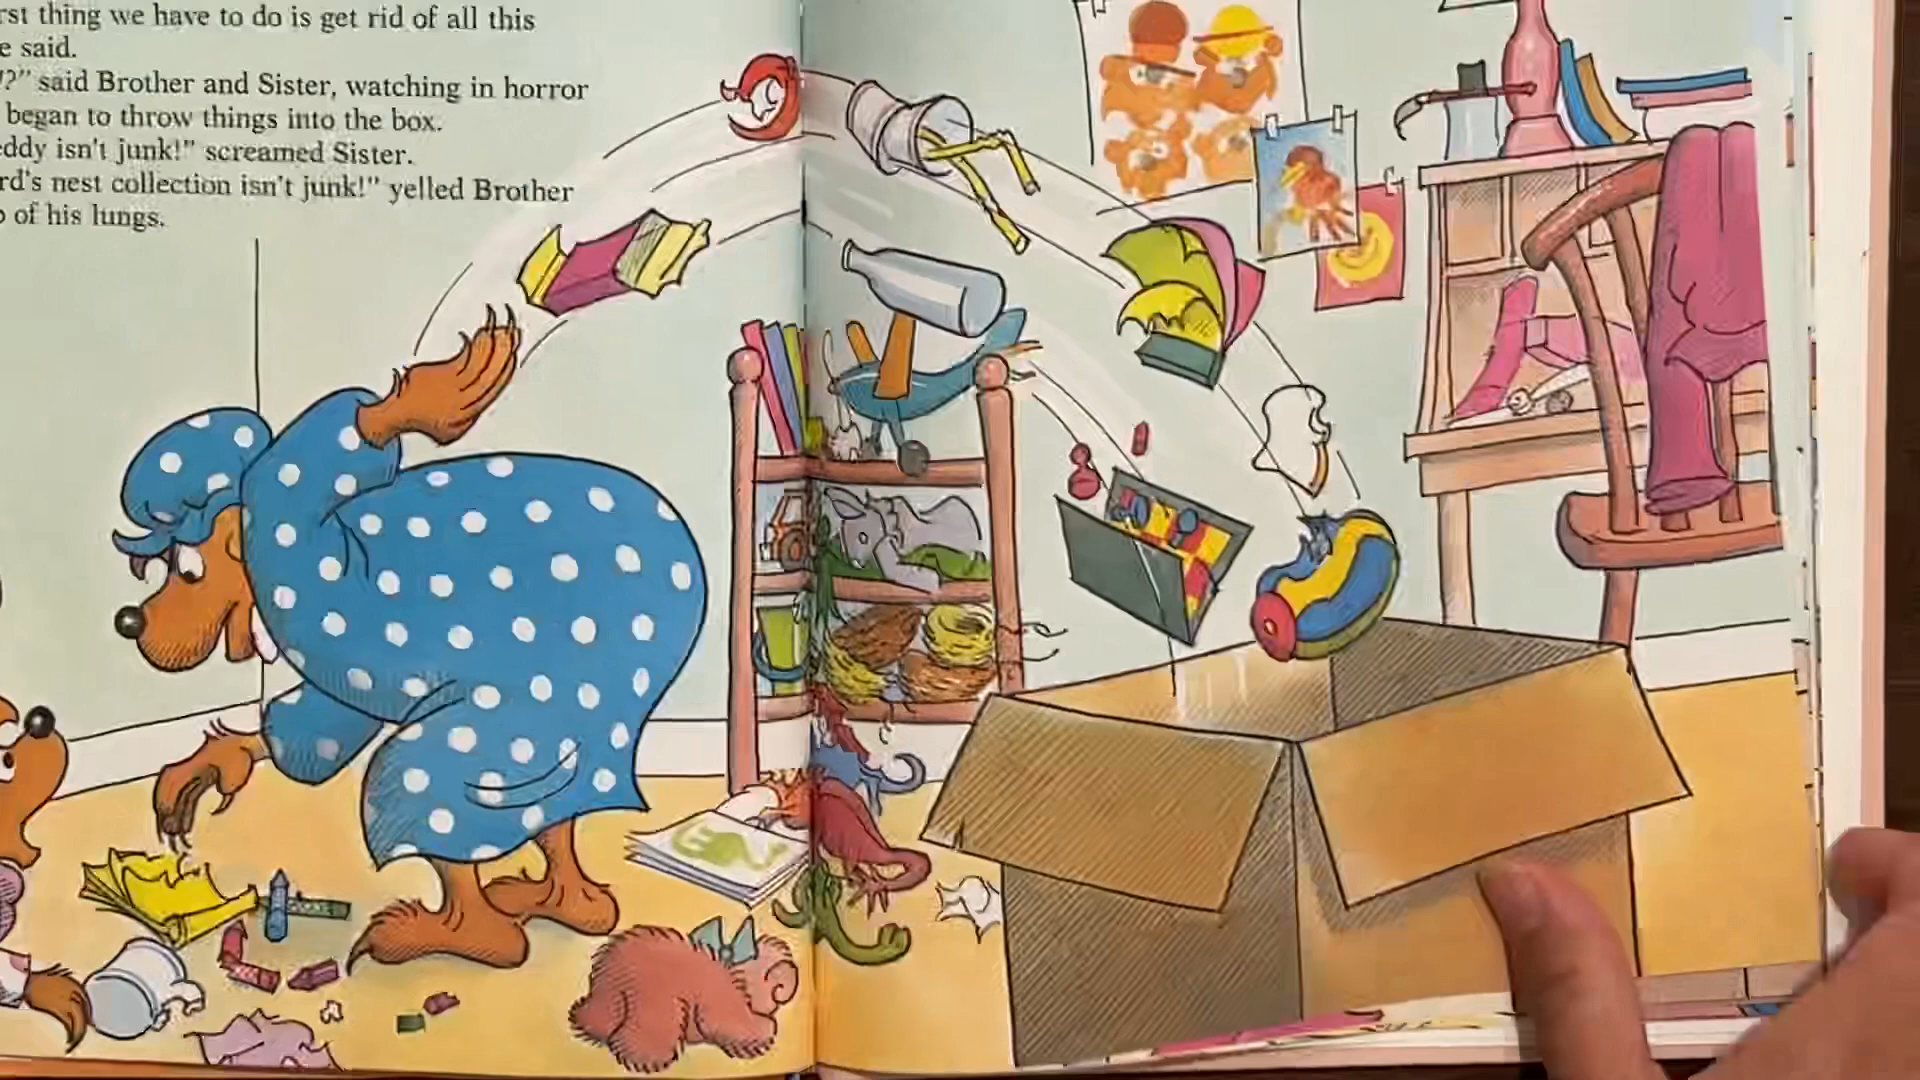 rst thing we have to do is get rid of all this
e said.
!?" said Brother and Sister, watching in horror
began to throw things into the box.
eddy isn't junk!" screamed Sister.
rd's nest collection isn't junk!" yelled Brother
of his lungs.